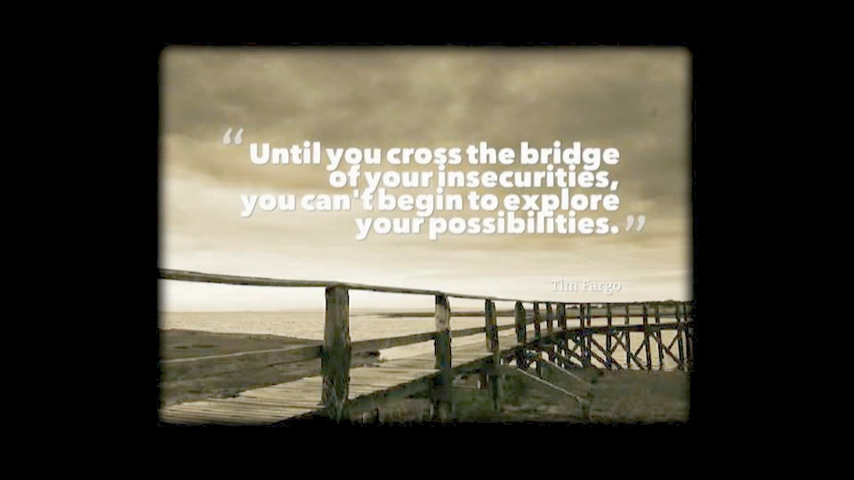 “ Until you cross the bridge
of your insecurities,
you can't begin to explore
your possibilities. ”
Tim Fargo